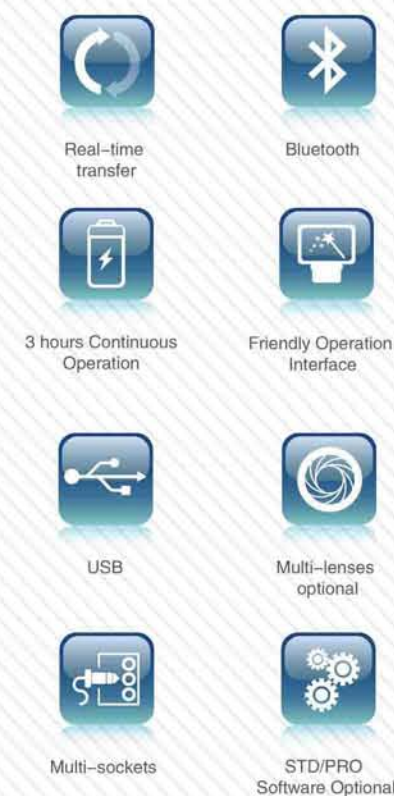 Real-time
transfer
Bluetooth
3 hours Continuous
Operation
Friendly Operation
Interface
USB
Multi-lenses
optional
Multi-sockets
STD/PRO
Software Optional